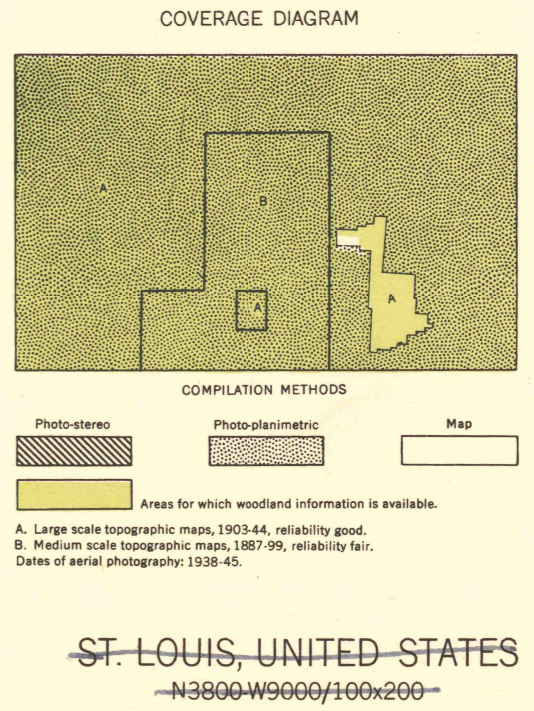 COVERAGE DIAGRAM
A
B
A
A
COMPILATION METHODS
Photo-stereo
Photo-planimetric
Map
Areas for which woodland information is available.
A. Large scale topographic maps, 1903-44, reliability good.
B. Medium scale topographic maps, 1887-99, reliability fair.
Dates of aerial photography: 1938-45.
ST. LOUIS, UNITED STATES
N3800-W9000/100x200